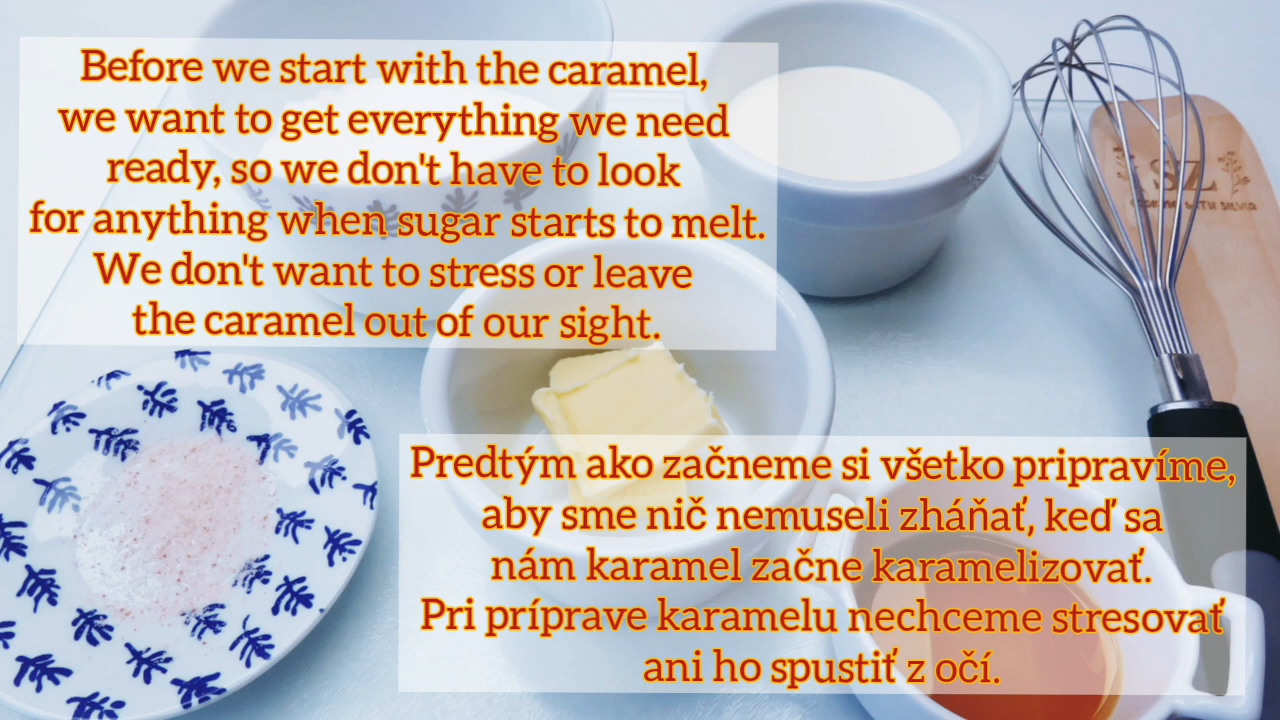 Before we start with the caramel,
we want to get everything we need
ready, so we don't have to look
for anything when sugar starts to melt.
We don't want to stress or leave
the caramel out of our sight.
SZ
Predtým ako začneme si všetko pripravíme,
aby sme nič nemuseli zháňať, keď sa
nám karamel začne karamelizovať.
Pri príprave karamelu nechceme stresovať
ani ho spustiť z očí.